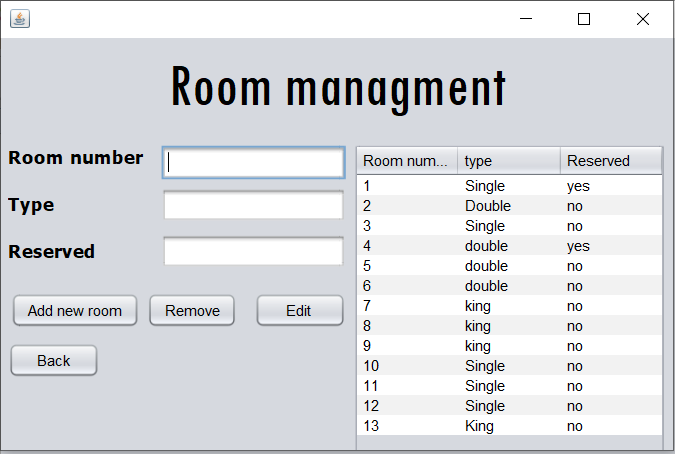 Room managment
Room number
Type
Reserved
Add new room Remove Edit
Back
Room num... type Reserved
1 Single yes
2 Double no
3 Single no
4 double yes
5 double no
6 double no
7 king no
8 king no
9 king no
10 Single no
11 Single no
12 Single no
13 King no